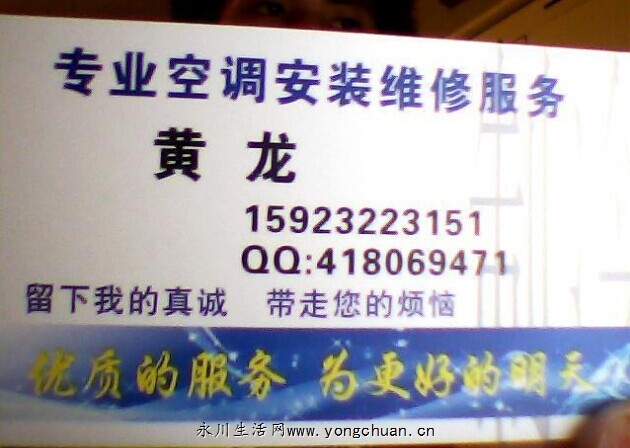 专业空调安装维修服务
黄 龙
15923223151
QQ:418069471
留下我的真诚 带走您的烦恼
优质的服务 为更好的明天
永川生活网www.yongchuan.cn